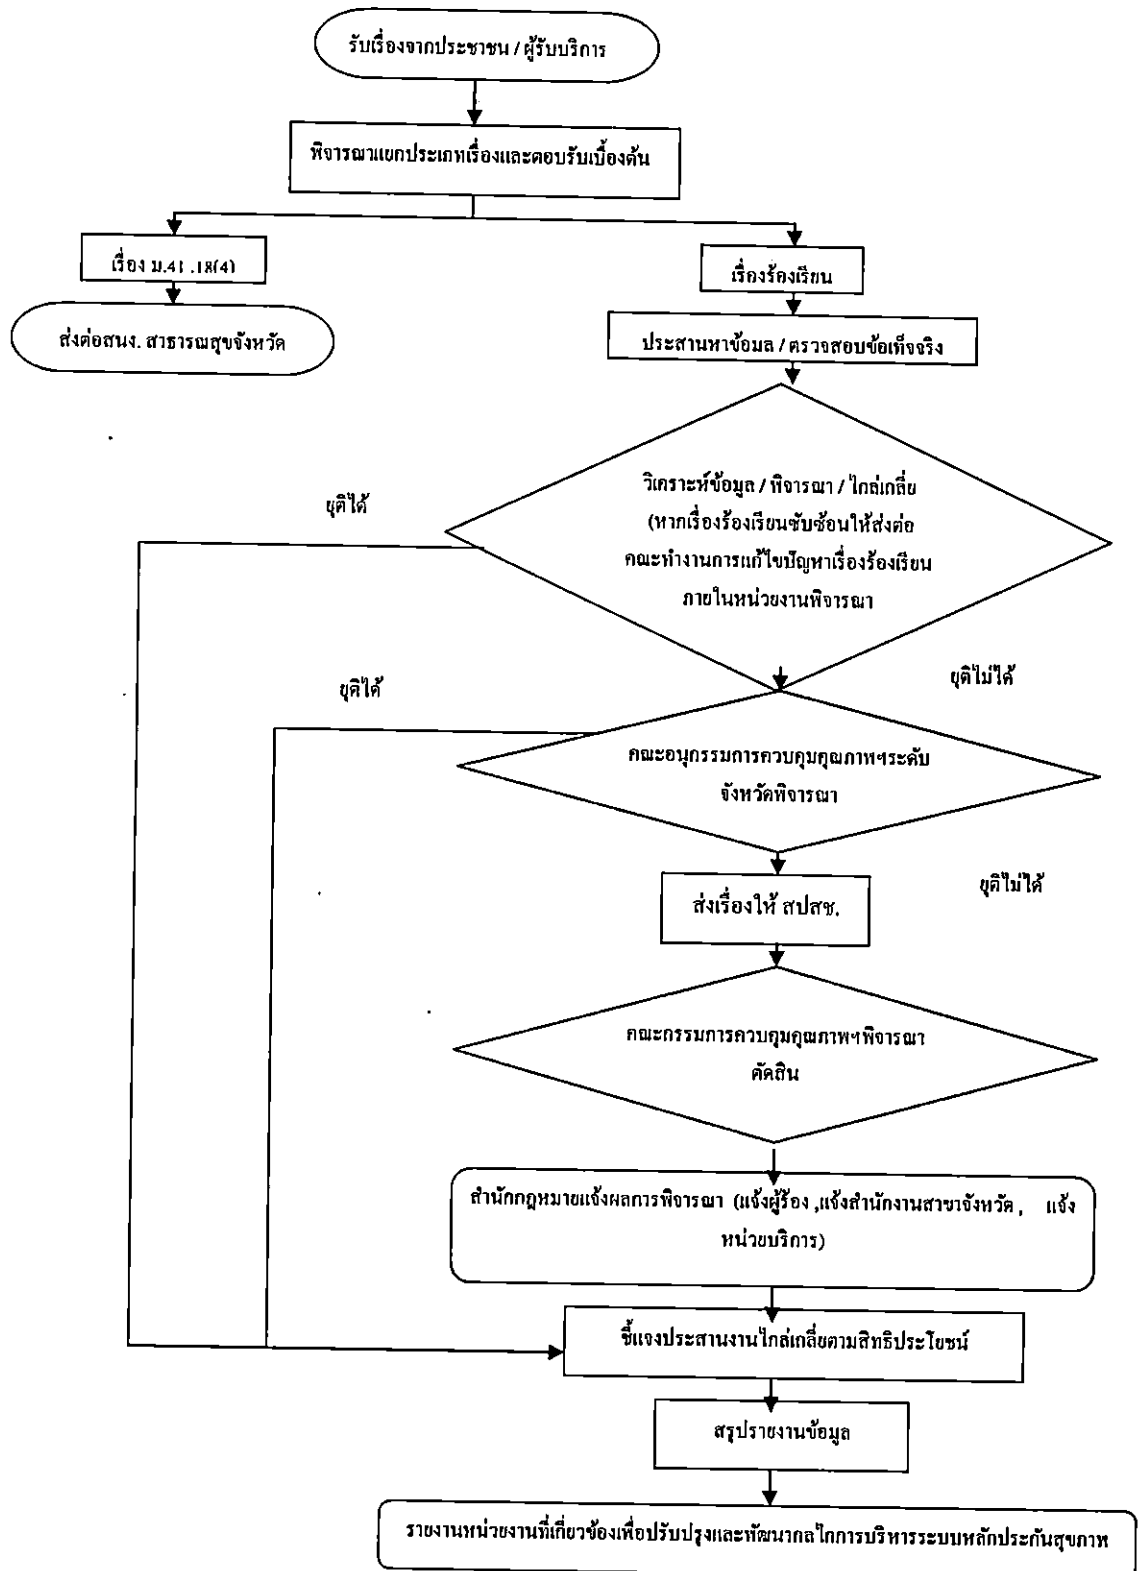 รับเรื่องจากประชาชน / ผู้รับบริการ
พิจารณาแยกประเภทเรื่องและตอบรับเบื้องต้น
เรื่อง ม.41 .18(4)
เรื่องร้องเรียน
ส่งต่อสนง. สาธารณสุขจังหวัด
ประสานหาข้อมูล / ตรวจสอบข้อเท็จจริง
ยุติได้
วิเคราะห์ข้อมูล / พิจารณา / ไกล่เกลี่ย
(หากเรื่องร้องเรียนซับซ้อนให้ส่งต่อ
คณะทำงานการแก้ไขปัญหาเรื่องร้องเรียน
ภายในหน่วยงานพิจารณา
ยุติได้
ยุติไม่ได้
คณะอนุกรรมการควบคุมคุณภาพฯระดับ
จังหวัดพิจารณา
ยุติไม่ได้
ส่งเรื่องให้ สปสช.
คณะกรรมการควบคุมคุณภาพฯพิจารณา
ตัดสิน
สำนักกฎหมายแจ้งผลการพิจารณา (แจ้งผู้ร้อง ,แจ้งสำนักงานสาขาจังหวัด , แจ้ง
หน่วยบริการ)
ชี้แจงประสานงานไกล่เกลี่ยตามสิทธิประโยชน์
สรุปรายงานข้อมูล
รายงานหน่วยงานที่เกี่ยวข้องเพื่อปรับปรุงและพัฒนากลไกการบริหารระบบหลักประกันสุขภาพ